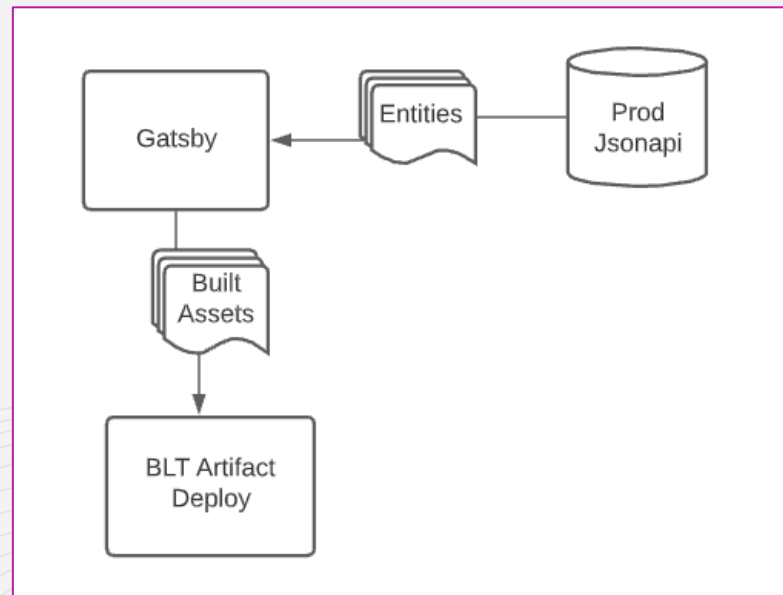 Gatsby
Entities
Prod
Jsonapi
Built
Assets
BLT Artifact
Deploy